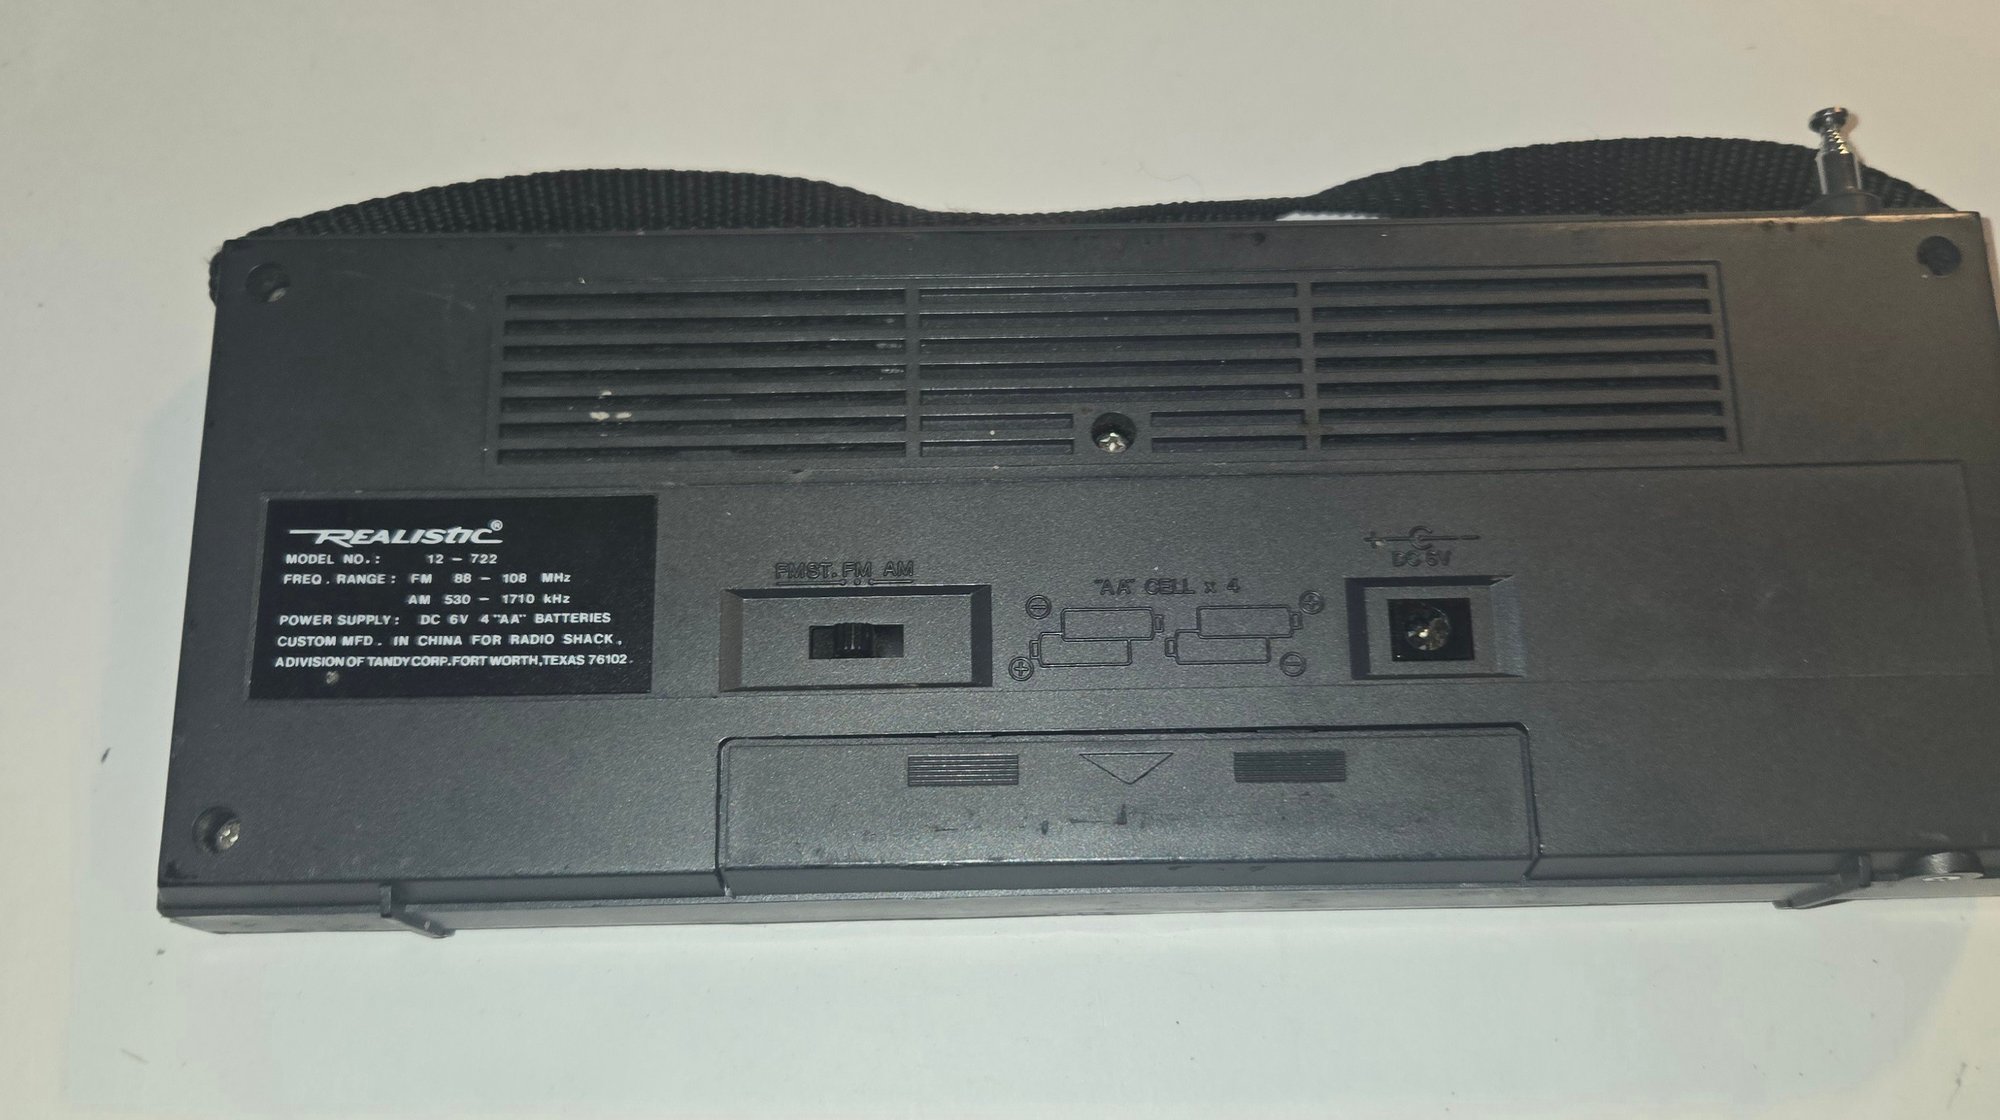 REALISTIC®
MODEL NO.: 12 - 722
FREQ. RANGE: FM 88 - 108 MHz
AM 530 - 1710 kHz
POWER SUPPLY: DC 6V 4 "AA" BATTERIES
CUSTOM MFD. IN CHINA FOR RADIO SHACK,
A DIVISION OF TANDY CORP. FORT WORTH, TEXAS 76102.
FMST. FM AM
"AA" CELL x 4
DC 6V